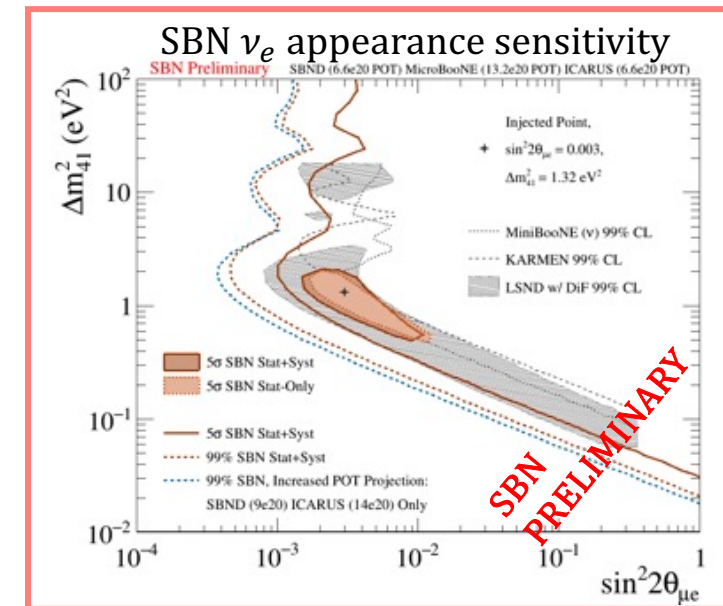 SBN νₑ appearance sensitivity
SBN Preliminary SBND (6.6e20 POT) MicroBooNE (13.2e20 POT) ICARUS (6.6e20 POT)
Δm²₄₁ (eV²)
10²
10
1
10⁻¹
10⁻²
Injected Point,
sin²2θμₑ = 0.003,
Δm²₄₁ = 1.32 eV²
MiniBooNE (ν) 99% CL
KARMEN 99% CL
LSND w/ DiF 99% CL
5σ SBN Stat+Syst
5σ SBN Stat-Only
5σ SBN Stat+Syst
99% SBN Stat+Syst
99% SBN, Increased POT Projection:
SBND (9e20) ICARUS (14e20) Only
SBN
PRELIMINARY
10⁻⁴ 10⁻³ 10⁻² 10⁻¹ 1
sin²2θμₑ